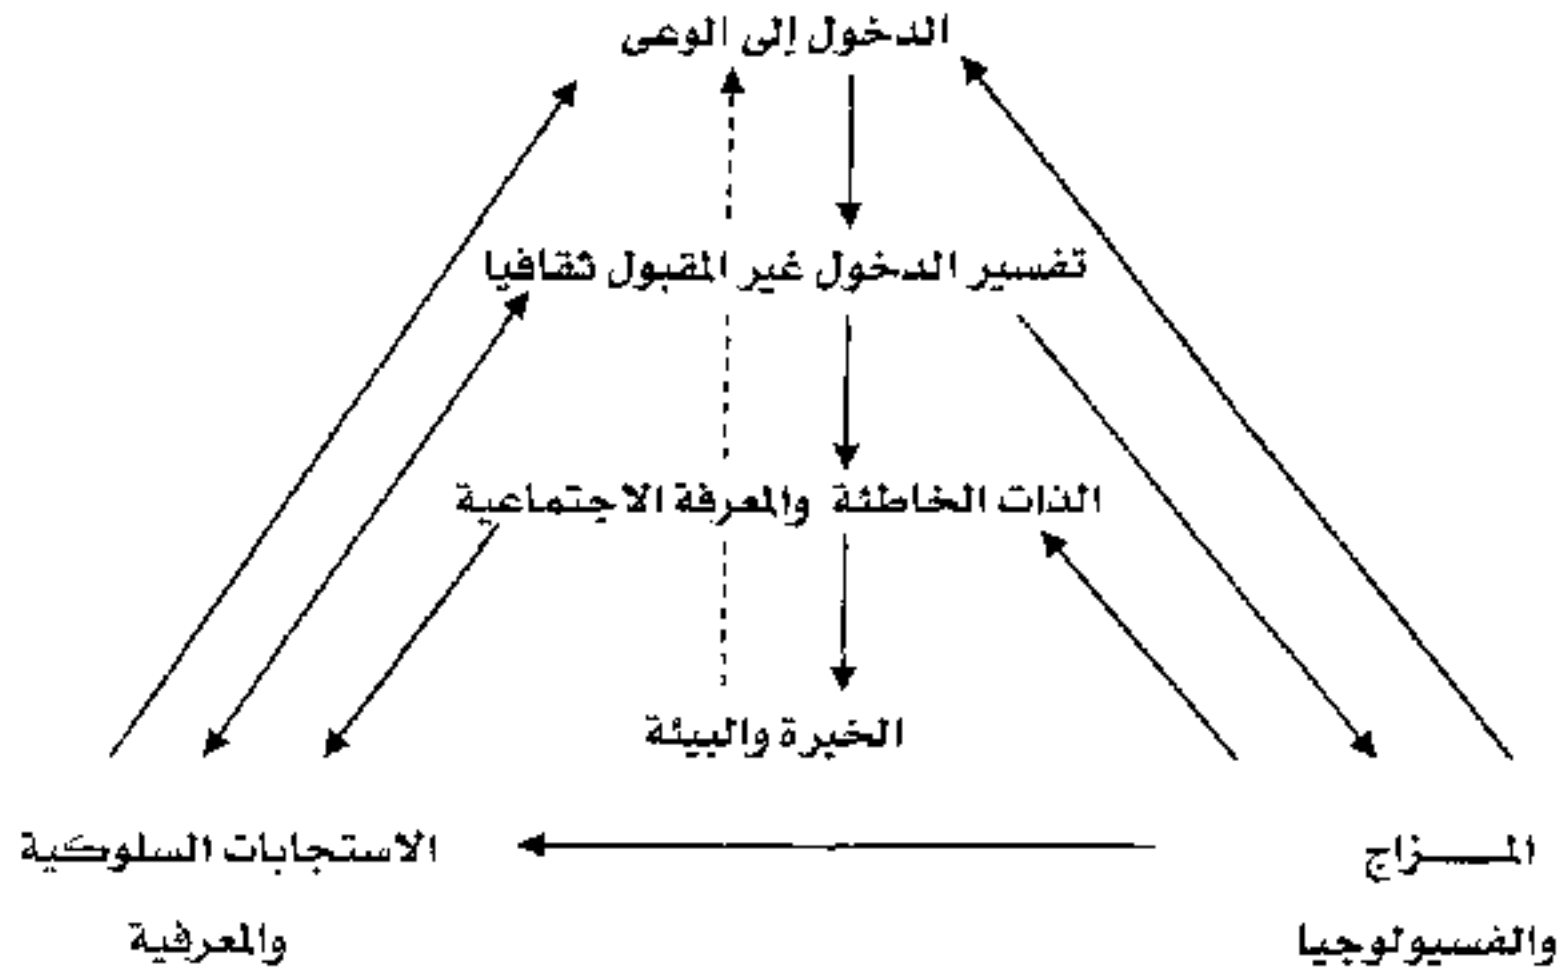 الدخول إلى الوعى
تفسير الدخول غير المقبول ثقافيا
الذات الخاطئة والمعرفة الاجتماعية
الخبرة والبيئة
المـــــزاج
والفسيولوجيا
الاستجابات السلوكية
والمعرفية